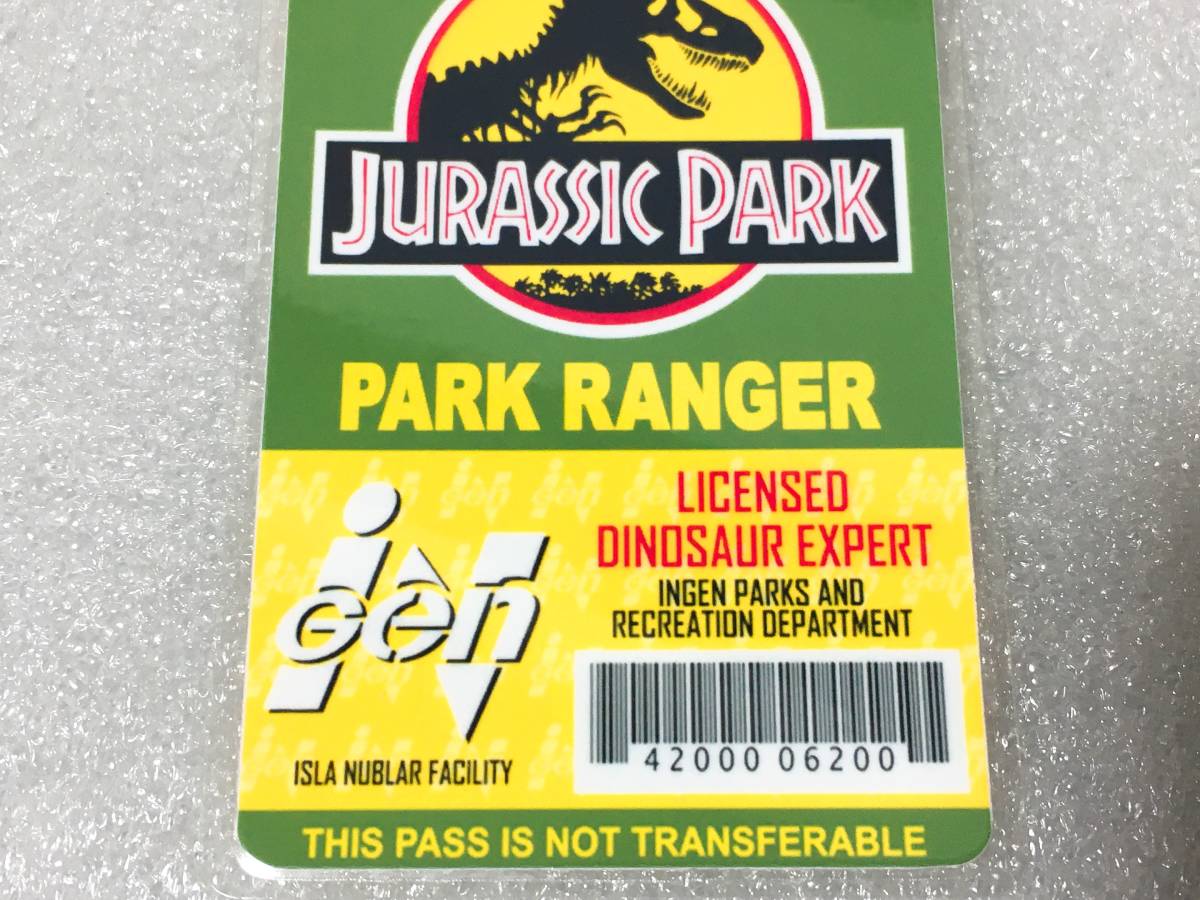 JURASSIC PARK
PARK RANGER
LICENSED
DINOSAUR EXPERT
INGEN PARKS AND
RECREATION DEPARTMENT
inGen
ISLA NUBLAR FACILITY
42000 06200
THIS PASS IS NOT TRANSFERABLE